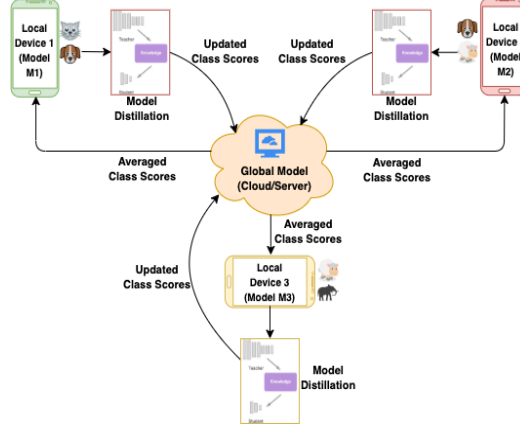 Local
Device 1
(Model
M1)
Teacher
Knowledge
Student
Model
Distillation
Updated
Class Scores
Updated
Class Scores
Teacher
Knowledge
Student
Model
Distillation
Local
Device
(Model
M2)
Averaged
Class Scores
Global Model
(Cloud/Server)
Averaged
Class Scores
Averaged
Class Scores
Updated
Class Scores
Local
Device 3
(Model M3)
Teacher
Knowledge
Student
Model
Distillation